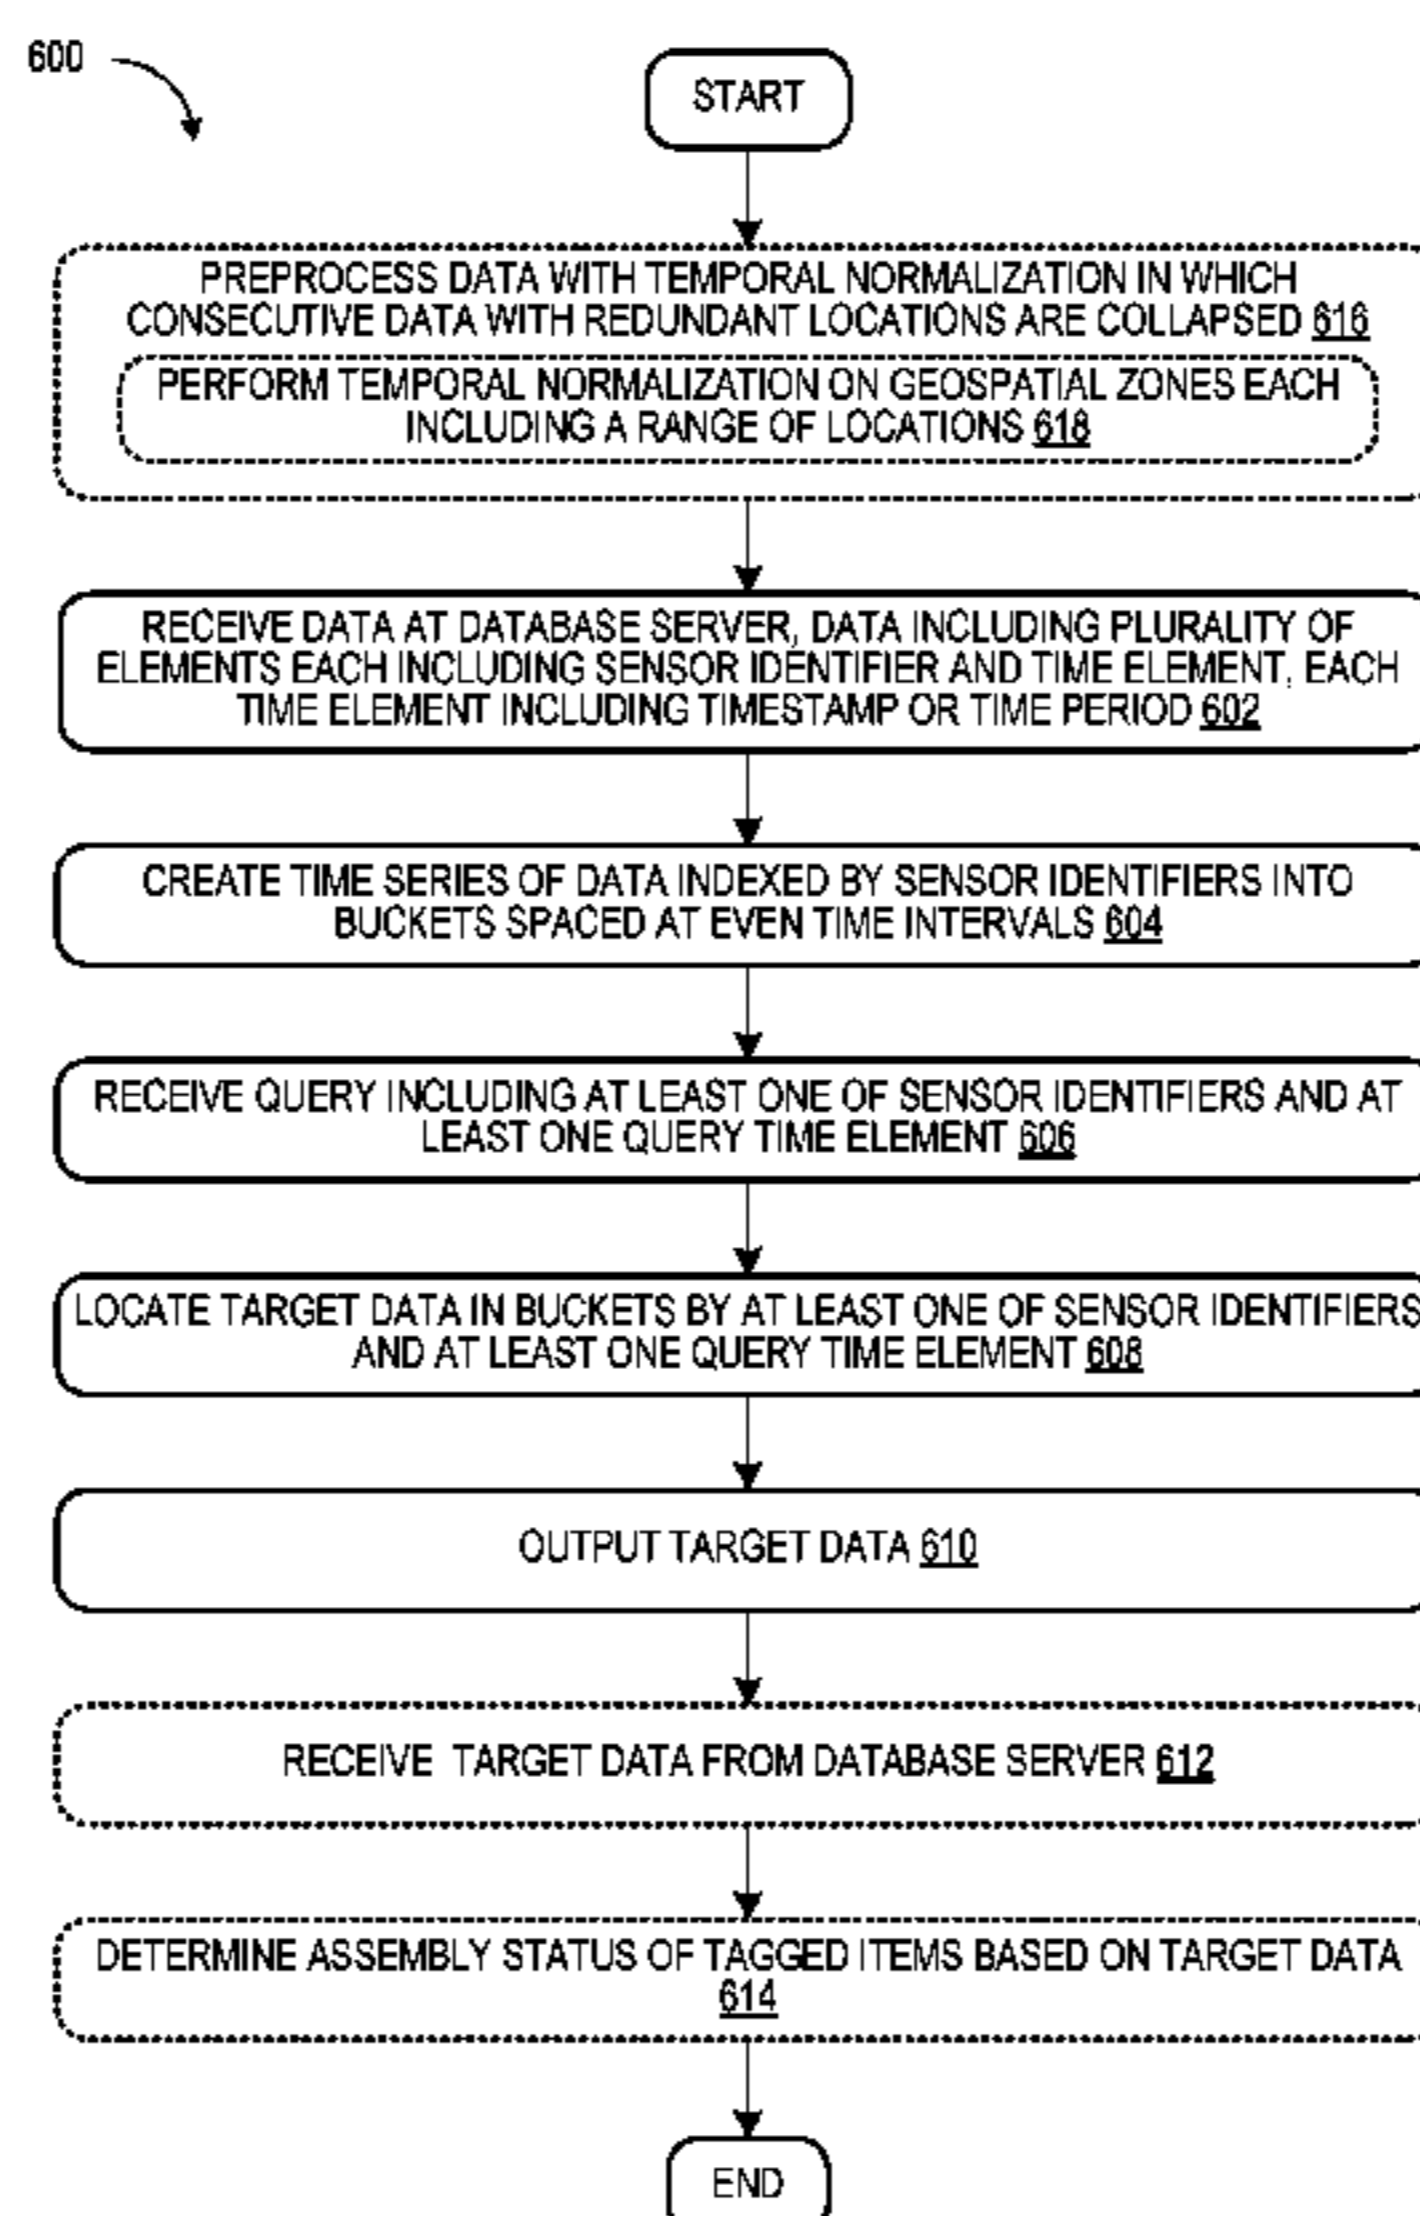 600
START
PREPROCESS DATA WITH TEMPORAL NORMALIZATION IN WHICH
CONSECUTIVE DATA WITH REDUNDANT LOCATIONS ARE COLLAPSED 616
PERFORM TEMPORAL NORMALIZATION ON GEOSPATIAL ZONES EACH
INCLUDING A RANGE OF LOCATIONS 618
RECEIVE DATA AT DATABASE SERVER, DATA INCLUDING PLURALITY OF
ELEMENTS EACH INCLUDING SENSOR IDENTIFIER AND TIME ELEMENT, EACH
TIME ELEMENT INCLUDING TIMESTAMP OR TIME PERIOD 602
CREATE TIME SERIES OF DATA INDEXED BY SENSOR IDENTIFIERS INTO
BUCKETS SPACED AT EVEN TIME INTERVALS 604
RECEIVE QUERY INCLUDING AT LEAST ONE OF SENSOR IDENTIFIERS AND AT
LEAST ONE QUERY TIME ELEMENT 606
LOCATE TARGET DATA IN BUCKETS BY AT LEAST ONE OF SENSOR IDENTIFIERS
AND AT LEAST ONE QUERY TIME ELEMENT 608
OUTPUT TARGET DATA 610
RECEIVE TARGET DATA FROM DATABASE SERVER 612
DETERMINE ASSEMBLY STATUS OF TAGGED ITEMS BASED ON TARGET DATA
614
END